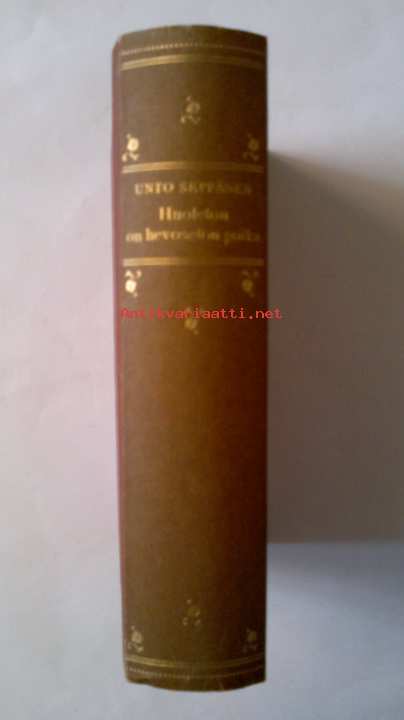 UNTO SEPPÄNEN
Huoleton
on hevoseton poika
Antikvariaatti.net